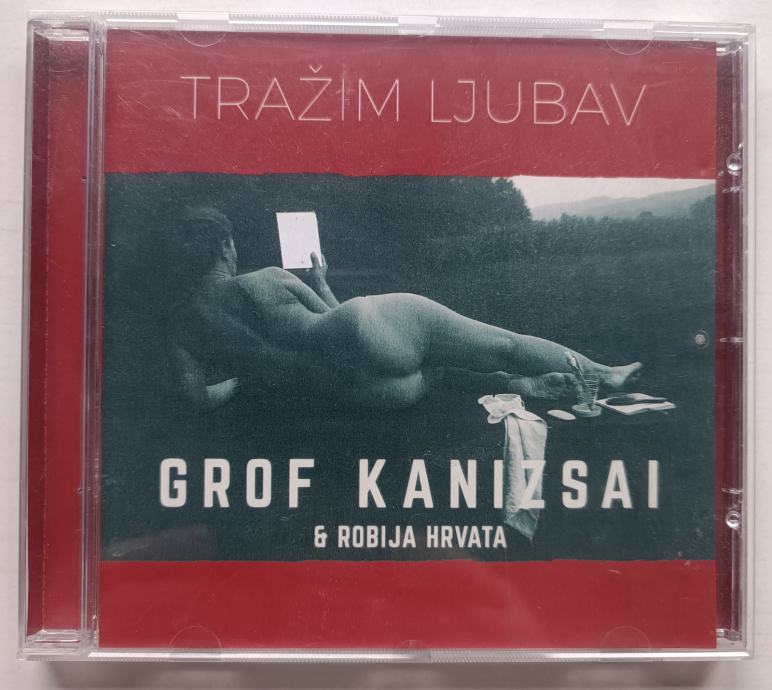 TRAŽIM LJUBAV
GROF KANIZSAI
& ROBIJA HRVATA